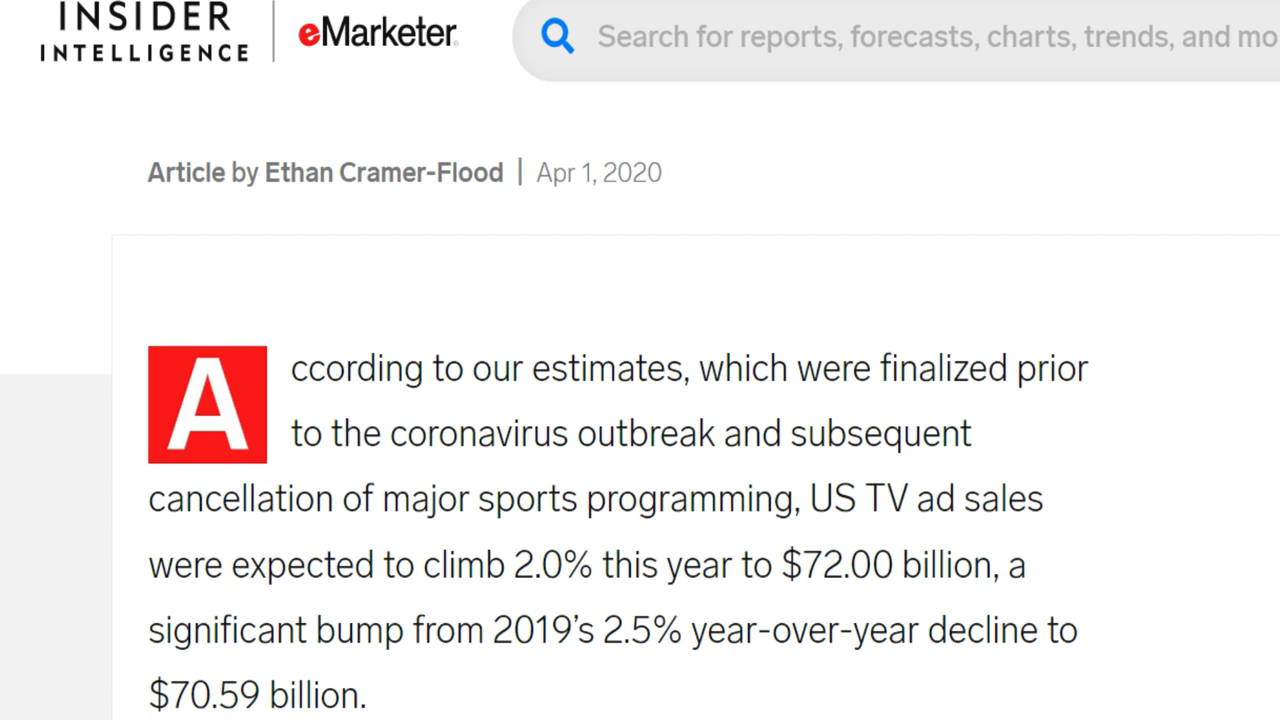 INSIDER
INTELLIGENCE
eMarketer
Search for reports, forecasts, charts, trends, and mo
Article by Ethan Cramer-Flood | Apr 1, 2020
According to our estimates, which were finalized prior
to the coronavirus outbreak and subsequent
cancellation of major sports programming, US TV ad sales
were expected to climb 2.0% this year to $72.00 billion, a
significant bump from 2019’s 2.5% year-over-year decline to
$70.59 billion.